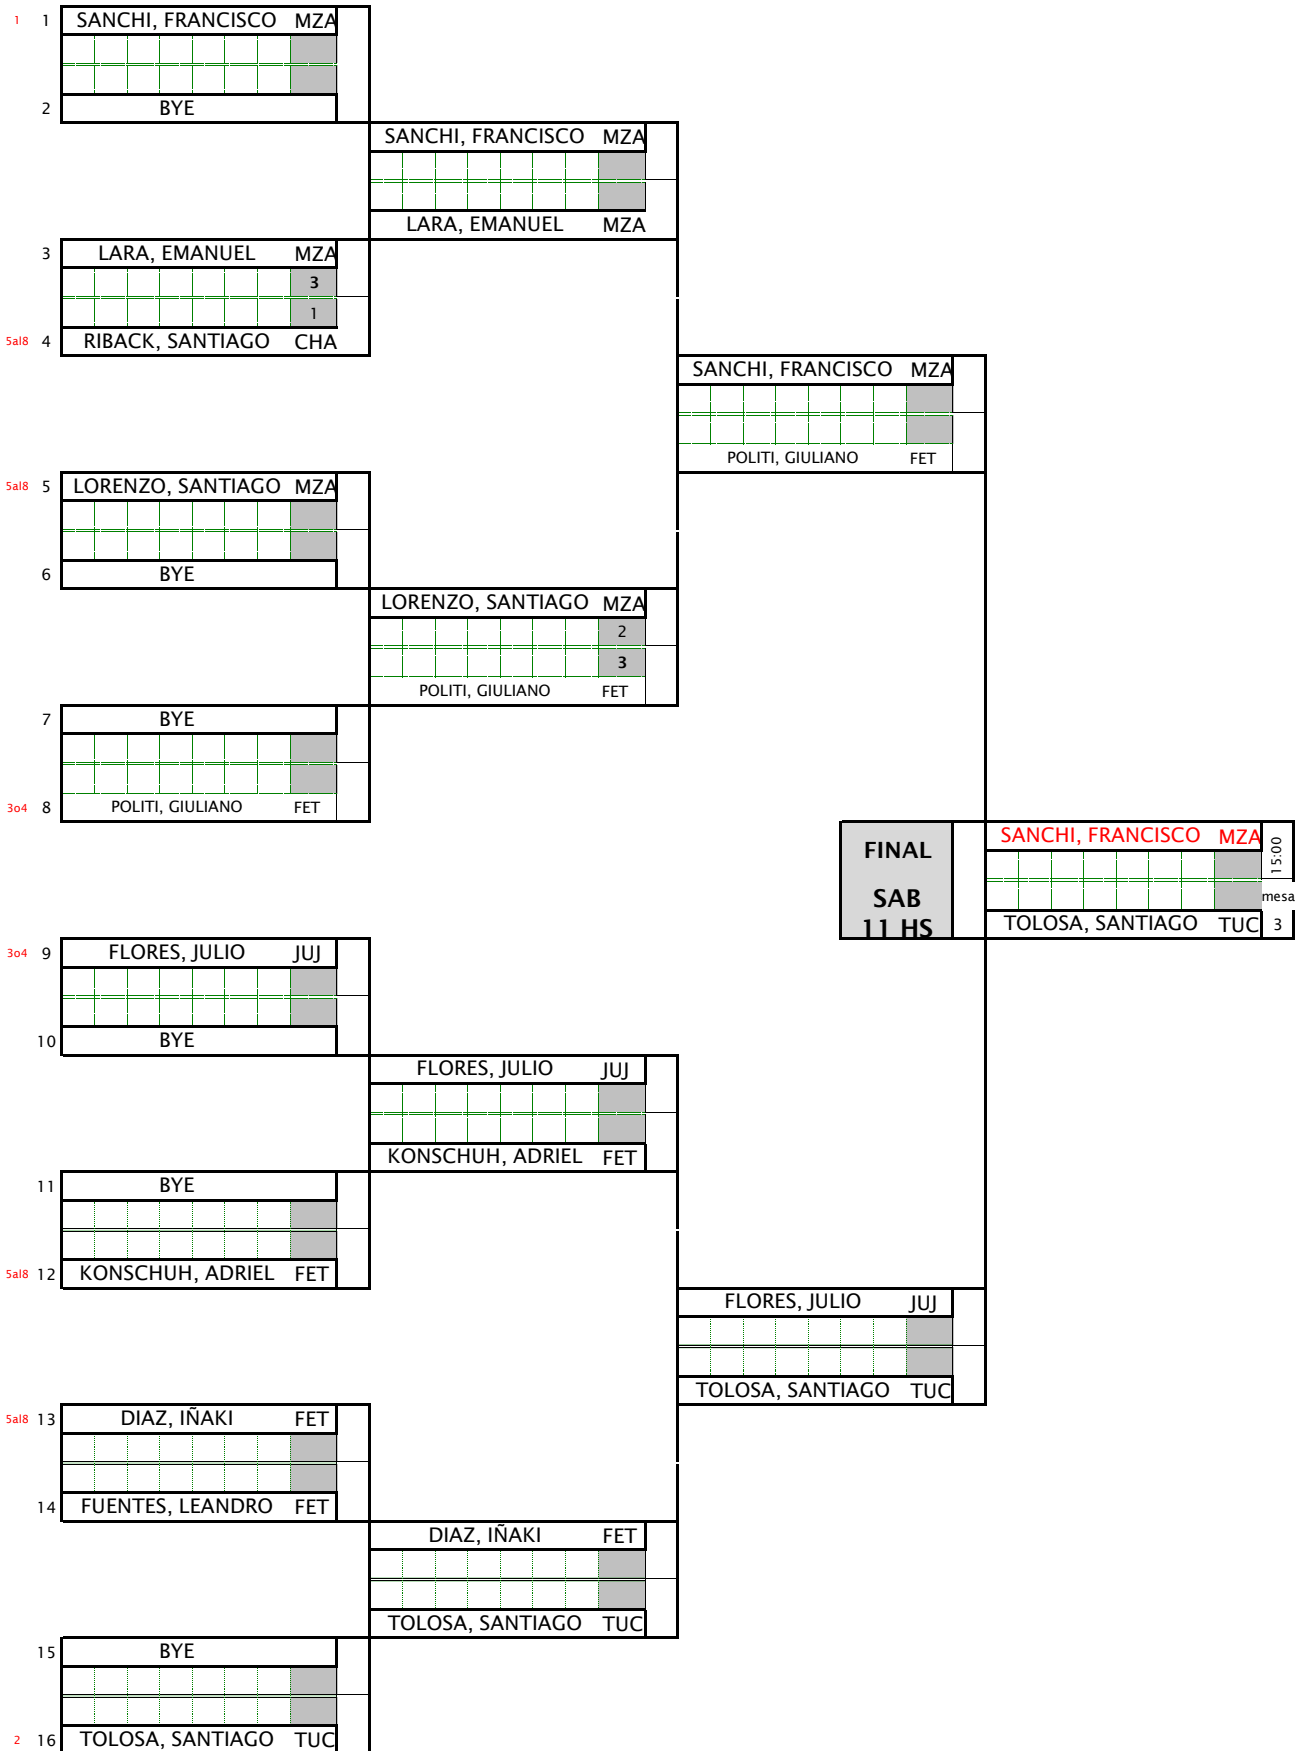 1 1 SANCHI, FRANCISCO MZA
2 BYE
SANCHI, FRANCISCO MZA
LARA, EMANUEL MZA
3 LARA, EMANUEL MZA
3
1
5al8 4 RIBACK, SANTIAGO CHA
SANCHI, FRANCISCO MZA
POLITI, GIULIANO FET
5al8 5 LORENZO, SANTIAGO MZA
6 BYE
LORENZO, SANTIAGO MZA
2
3
POLITI, GIULIANO FET
7 BYE
3o4 8 POLITI, GIULIANO FET
FINAL
SAB
11 HS
SANCHI, FRANCISCO MZA
15:00
mesa
TOLOSA, SANTIAGO TUC 3
3o4 9 FLORES, JULIO JUJ
10 BYE
FLORES, JULIO JUJ
KONSCHUH, ADRIEL FET
11 BYE
5al8 12 KONSCHUH, ADRIEL FET
FLORES, JULIO JUJ
TOLOSA, SANTIAGO TUC
5al8 13 DIAZ, IÑAKI FET
14 FUENTES, LEANDRO FET
DIAZ, IÑAKI FET
TOLOSA, SANTIAGO TUC
15 BYE
2 16 TOLOSA, SANTIAGO TUC